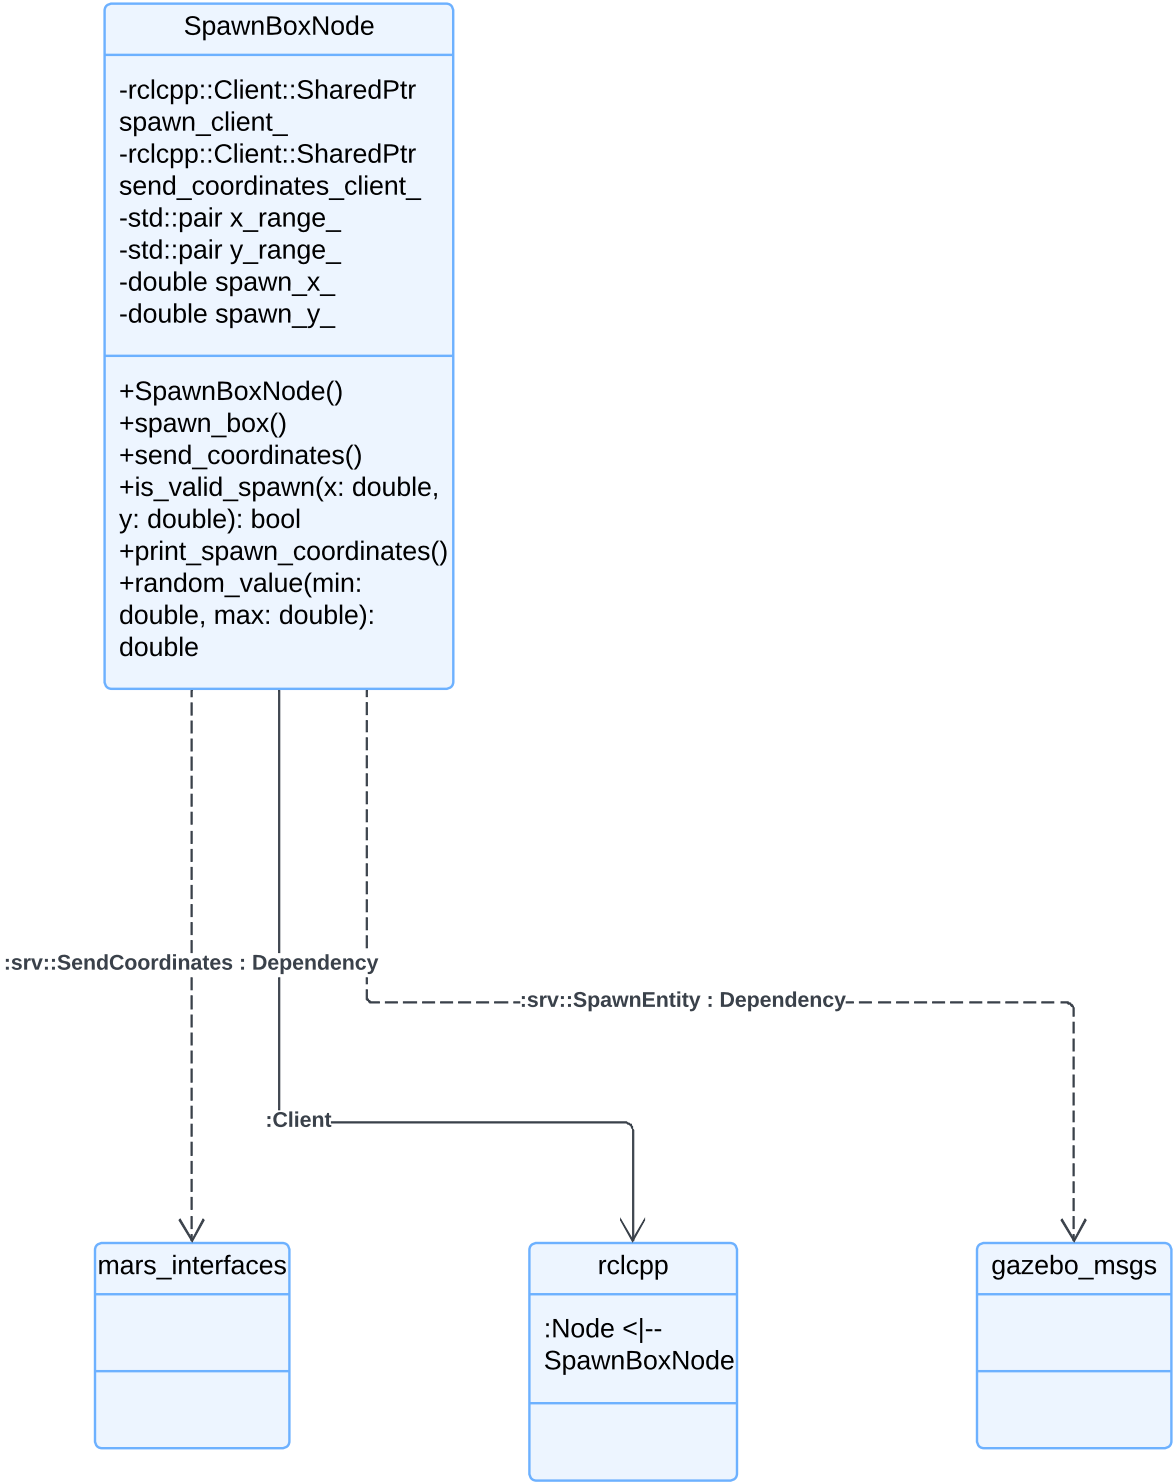 SpawnBoxNode
-rclcpp::Client::SharedPtr
spawn_client_
-rclcpp::Client::SharedPtr
send_coordinates_client_
-std::pair x_range_
-std::pair y_range_
-double spawn_x_
-double spawn_y_
+SpawnBoxNode()
+spawn_box()
+send_coordinates()
+is_valid_spawn(x: double,
y: double): bool
+print_spawn_coordinates()
+random_value(min:
double, max: double):
double
:srv::SendCoordinates : Dependency
:srv::SpawnEntity : Dependency
:Client
mars_interfaces
rclcpp
:Node <|--
SpawnBoxNode
gazebo_msgs